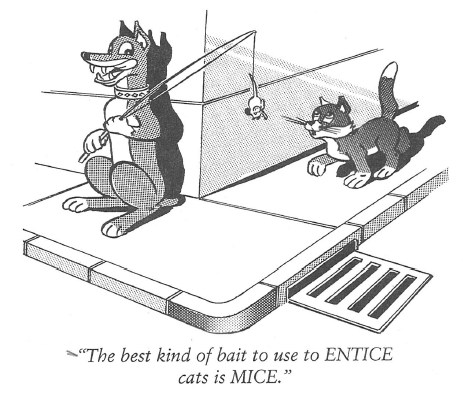 "The best kind of bait to use to ENTICE
cats is MICE."